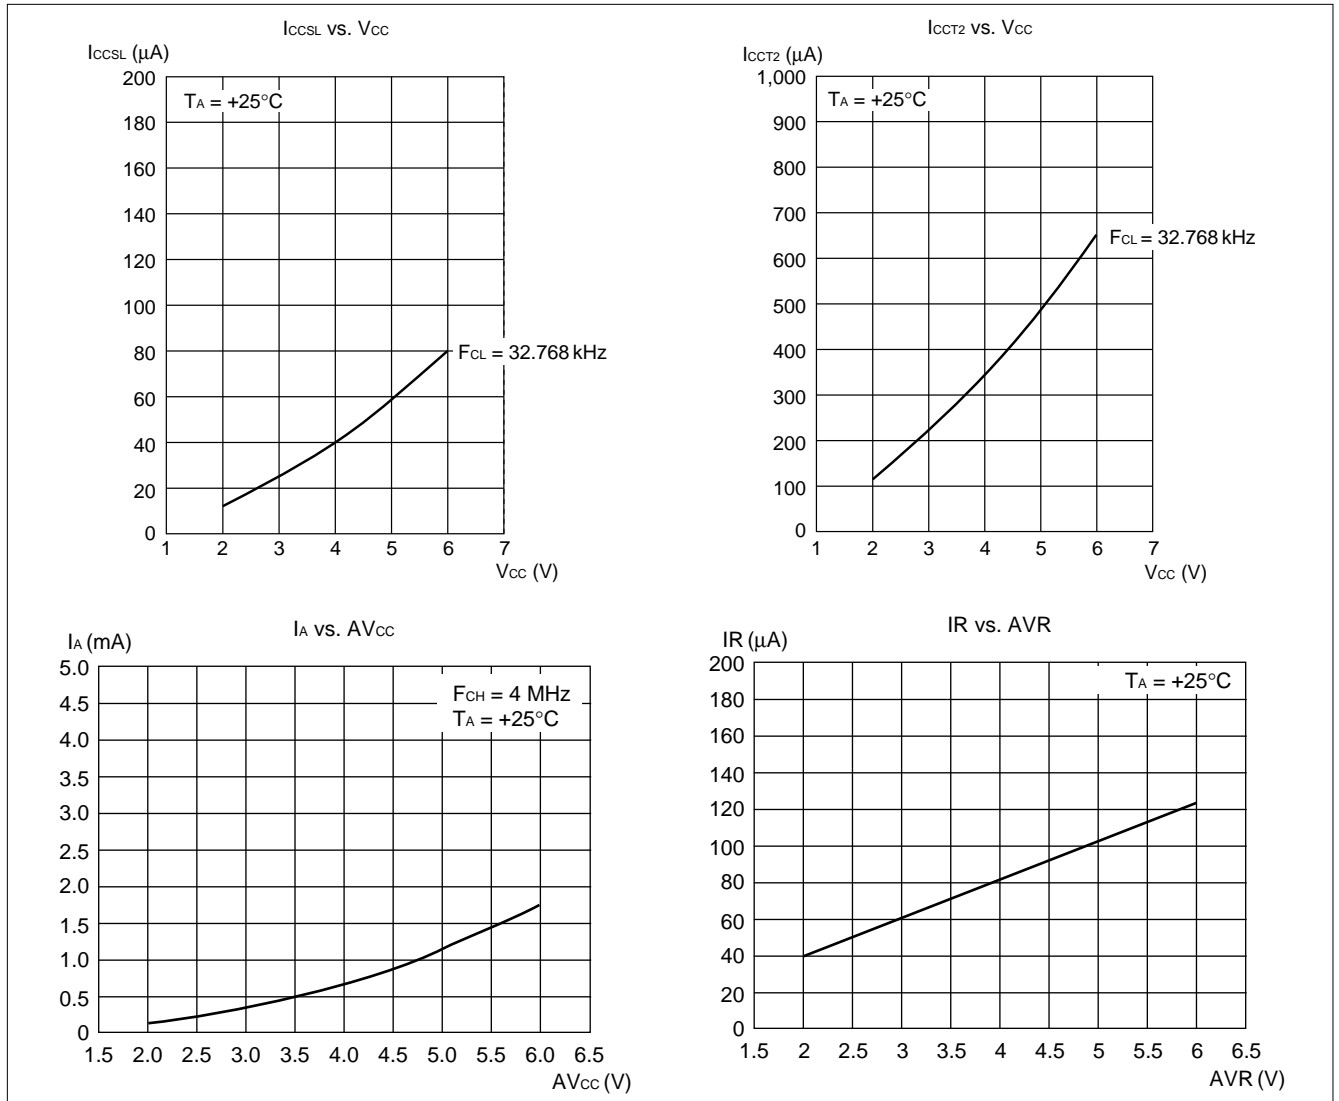 ICCSL vs. VCC
ICCSL (μA)
200
180
160
140
120
100
80
60
40
20
0
TA = +25°C
FCL = 32.768 kHz
1 2 3 4 5 6 7
VCC (V)
ICCT2 vs. VCC
ICCT2 (μA)
1,000
900
800
700
600
500
400
300
200
100
0
TA = +25°C
FCL = 32.768 kHz
1 2 3 4 5 6 7
VCC (V)
IA vs. AVCC
IA (mA)
5.0
4.5
4.0
3.5
3.0
2.5
2.0
1.5
1.0
0.5
0
FCH = 4 MHz
TA = +25°C
1.5 2.0 2.5 3.0 3.5 4.0 4.5 5.0 5.5 6.0 6.5
AVCC (V)
IR vs. AVR
IR (μA)
200
180
160
140
120
100
80
60
40
20
0
TA = +25°C
1.5 2 2.5 3 3.5 4 4.5 5 5.5 6 6.5
AVR (V)